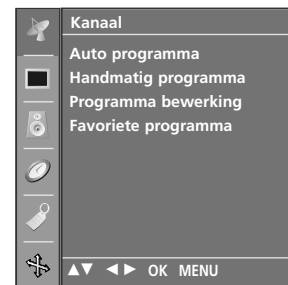 Kanaal
Auto programma
Handmatig programma
Programma bewerking
Favoriete programma
▲▼ ◄► OK MENU